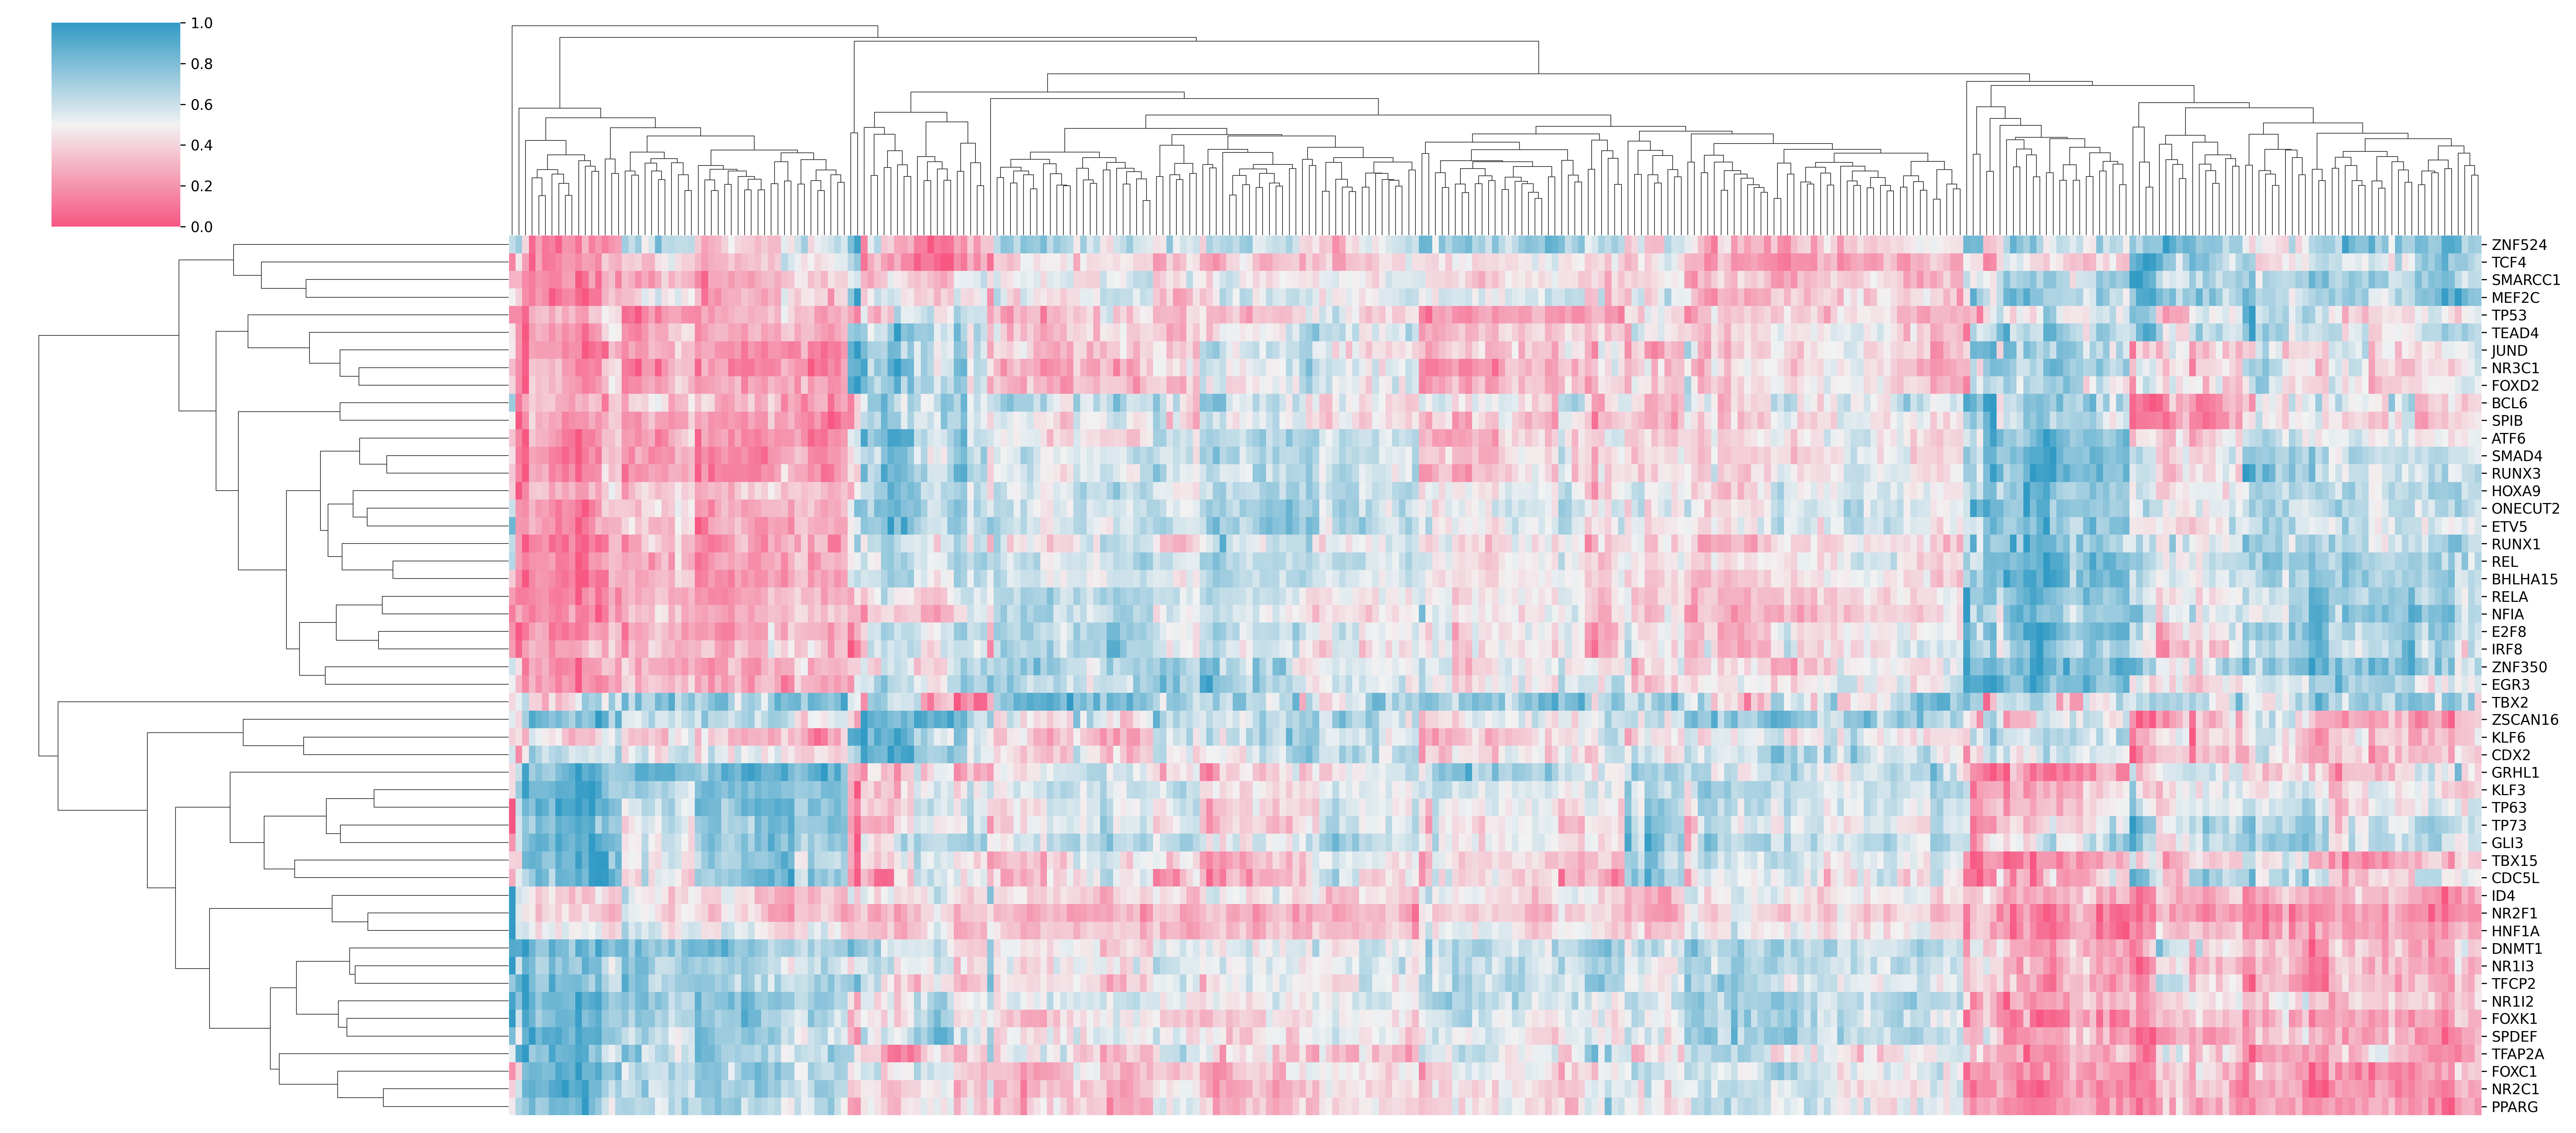 1.0
0.8
0.6
0.4
0.2
0.0
ZNF524
TCF4
SMARCC1
MEF2C
TP53
TEAD4
JUND
NR3C1
FOXD2
BCL6
SPIB
ATF6
SMAD4
RUNX3
HOXA9
ONECUT2
ETV5
RUNX1
REL
BHLHA15
RELA
NFIA
E2F8
IRF8
ZNF350
EGR3
TBX2
ZSCAN16
KLF6
CDX2
GRHL1
KLF3
TP63
TP73
GLI3
TBX15
CDC5L
ID4
NR2F1
HNF1A
DNMT1
NR1I3
TFCP2
NR1I2
FOXK1
SPDEF
TFAP2A
FOXC1
NR2C1
PPARG